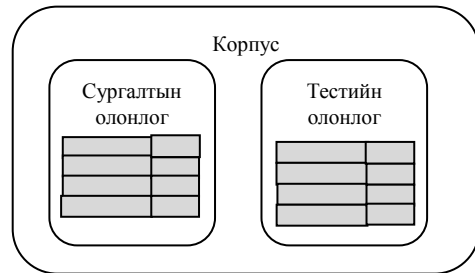 Корпус
Сургалтын
олонлог
Тестийн
олонлог